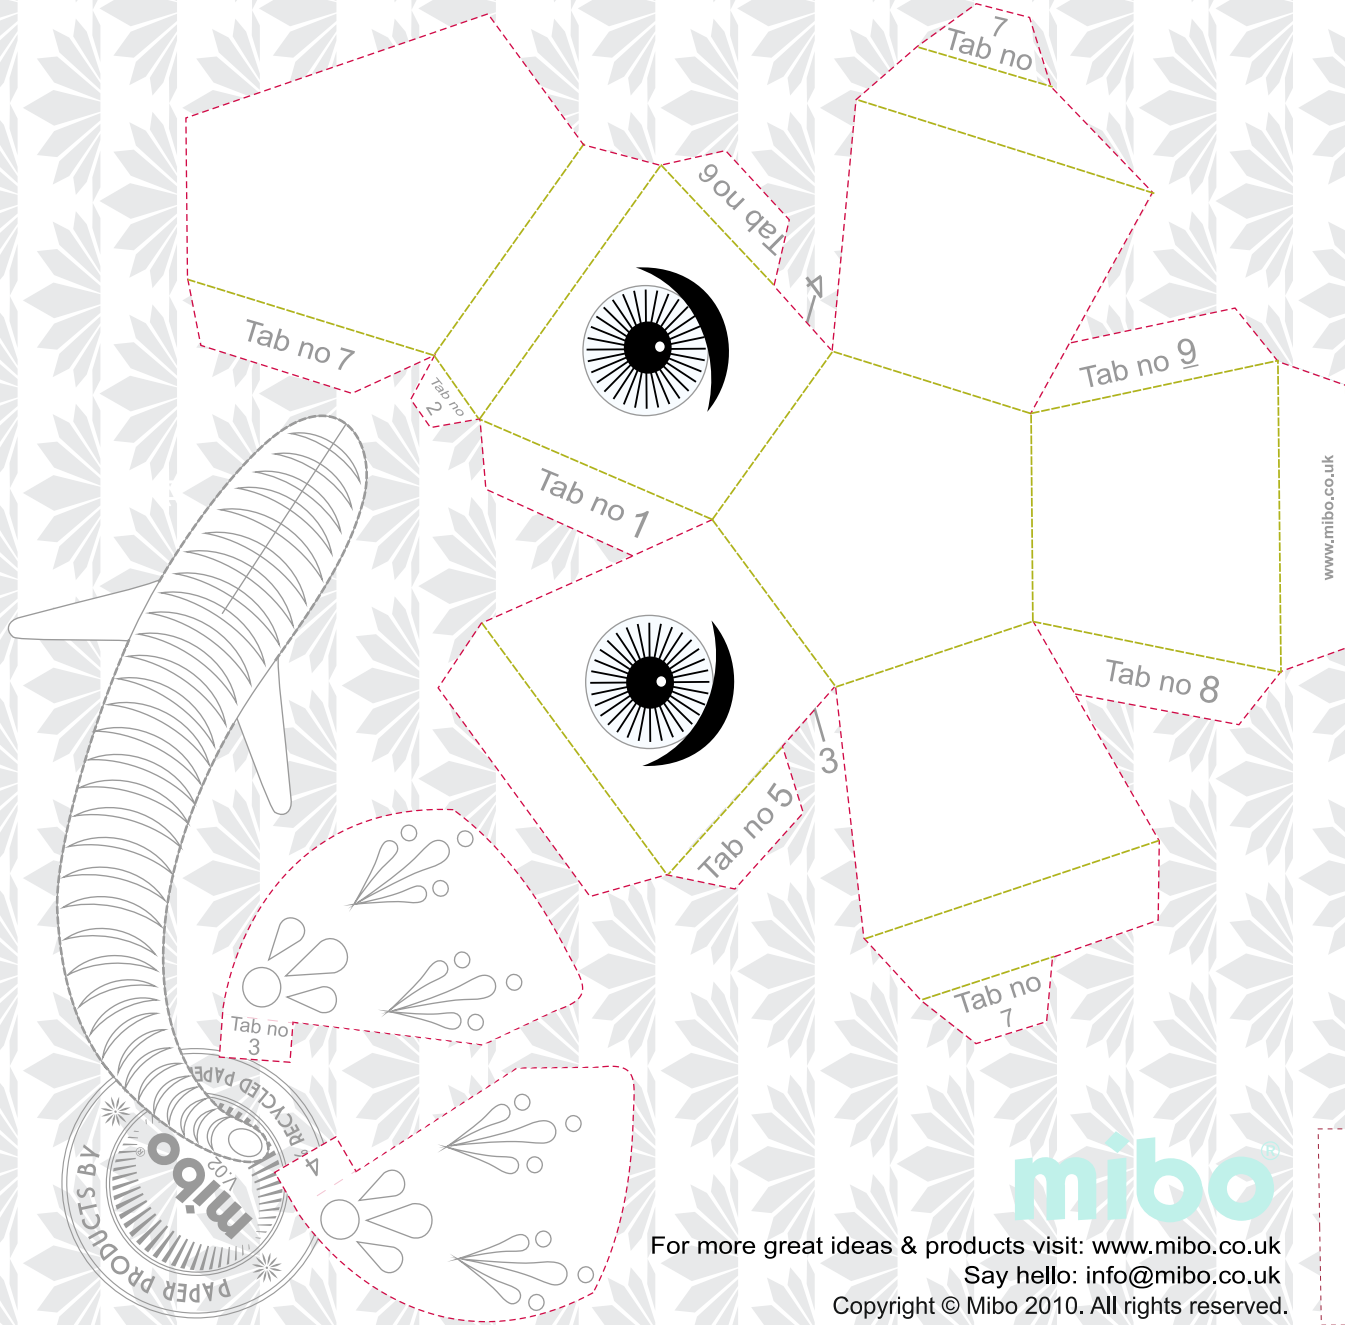 7
Tab no
Tab no 6
4
Tab no 7
Tab no
2
Tab no 9
Tab no 1
www.mibo.co.uk
Tab no 8
3
Tab no 5
Tab no
7
Tab no
3
4
PAPER PRODUCTS BY
RECYCLED PAPER
mibo®
V.02
mibo®
For more great ideas & products visit: www.mibo.co.uk
Say hello: info@mibo.co.uk
Copyright © Mibo 2010. All rights reserved.